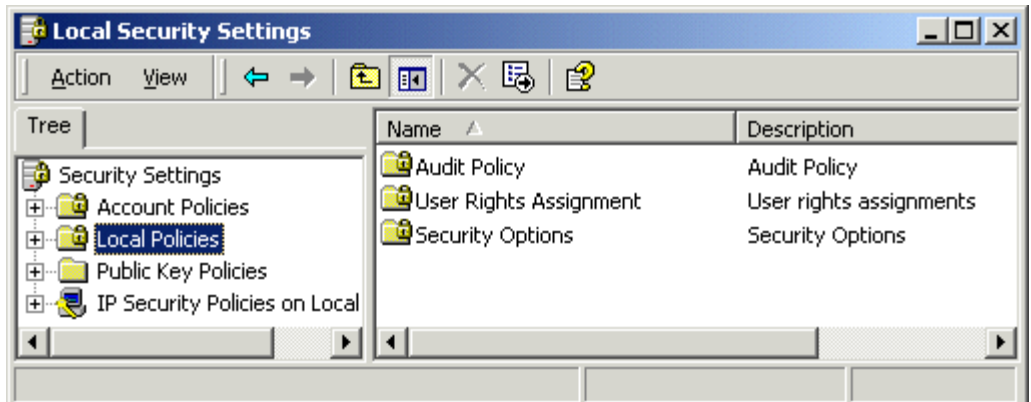 Local Security Settings
Action View
Tree
Name Description
Security Settings
Account Policies
Local Policies
Public Key Policies
IP Security Policies on Local
Audit Policy Audit Policy
User Rights Assignment User rights assignments
Security Options Security Options